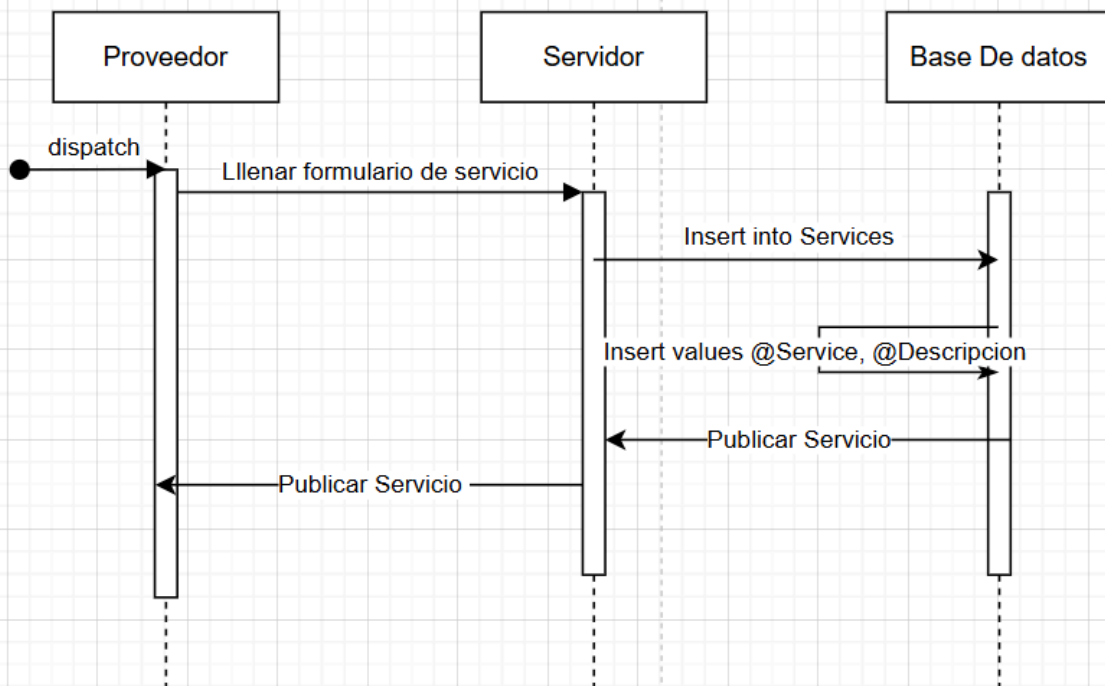 Proveedor
Servidor
Base De datos
dispatch
Lllenar formulario de servicio
Insert into Services
Insert values @Service, @Descripcion
Publicar Servicio
Publicar Servicio